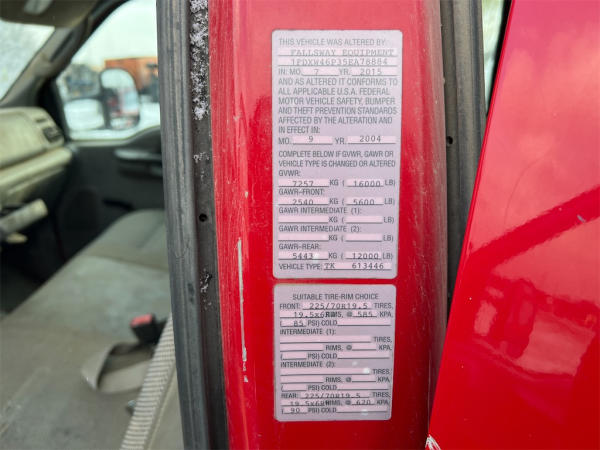 THIS VEHICLE WAS ALTERED BY:
FALLSWAY EQUIPMENT
1FDXW46P35EA78884
IN: MO. 7 YR. 2015
AND AS ALTERED IT CONFORMS TO
ALL APPLICABLE U.S.A. FEDERAL
MOTOR VEHICLE SAFETY, BUMPER
AND THEFT PREVENTION STANDARDS
AFFECTED BY THE ALTERATION AND
IN EFFECT IN:
MO. 9 YR. 2004
COMPLETE BELOW IF GVWR, GAWR OR
VEHICLE TYPE IS CHANGED OR ALTERED
GVWR:
7257 KG ( 16000 LB)
GAWR-FRONT:
2540 KG ( 5600 LB)
GAWR INTERMEDIATE (1):
KG ( LB)
GAWR INTERMEDIATE (2):
KG ( LB)
GAWR-REAR:
5443 KG ( 12000 LB)
VEHICLE TYPE: TK 613446
SUITABLE TIRE-RIM CHOICE
FRONT: 225/70R19.5 TIRES,
19.5x6RIMS, @ 585 KPA,
( 85 PSI) COLD
INTERMEDIATE (1)
TIRES,
RIMS, @ KPA,
( PSI) COLD
INTERMEDIATE (2)
TIRES,
RIMS, @ KPA,
( PSI) COLD
REAR: 225/70R19.5 TIRES,
19.5x6RIMS, @ 620 KPA,
( 90 PSI) COLD